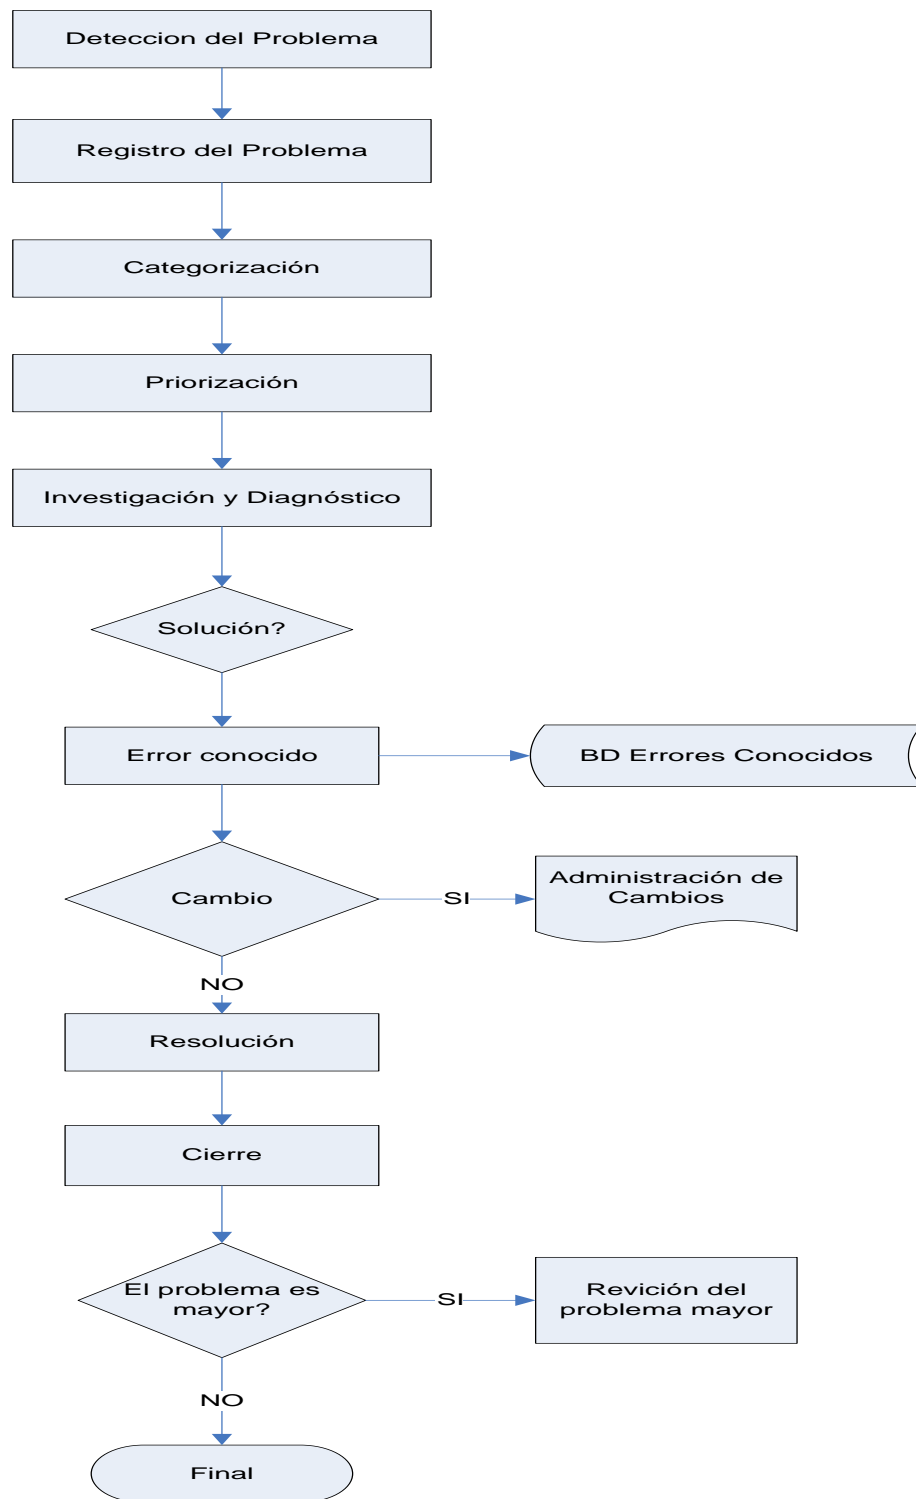 Deteccion del Problema
Registro del Problema
Categorización
Priorización
Investigación y Diagnóstico
Solución?
Error conocido
BD Errores Conocidos
Cambio
SI
Administración de
Cambios
NO
Resolución
Cierre
El problema es
mayor?
SI
Revición del
problema mayor
NO
Final